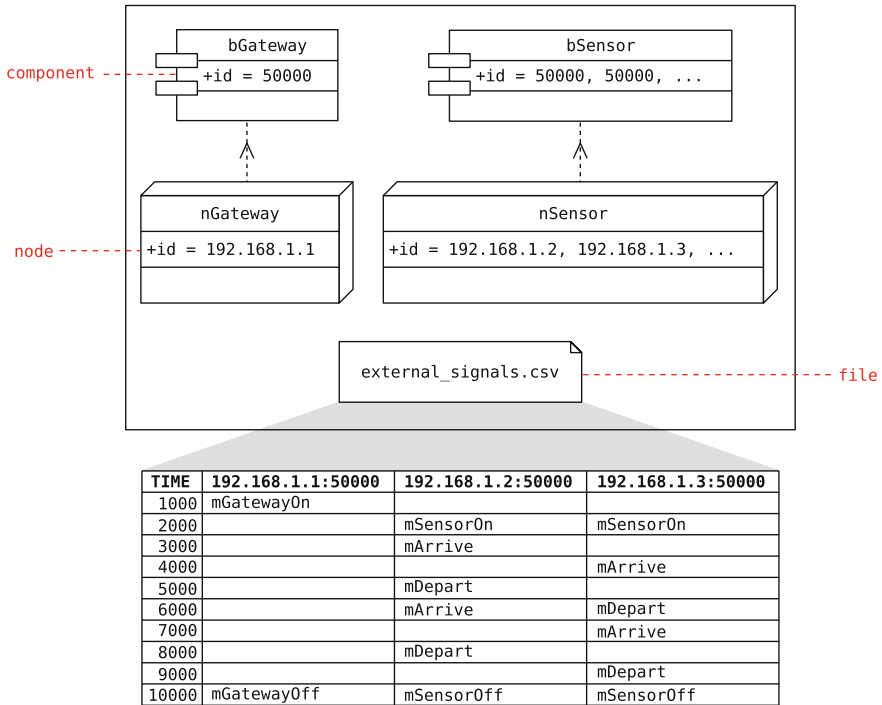 bGateway
bSensor
component
+id = 50000
+id = 50000, 50000, ...
nGateway
nSensor
node
+id = 192.168.1.1
+id = 192.168.1.2, 192.168.1.3, ...
external_signals.csv
file
TIME 192.168.1.1:50000 192.168.1.2:50000 192.168.1.3:50000
1000 mGatewayOn
2000 mSensorOn mSensorOn
3000 mArrive
4000 mArrive
5000 mDepart
6000 mArrive mDepart
7000 mArrive
8000 mDepart
9000 mDepart
10000 mGatewayOff mSensorOff mSensorOff